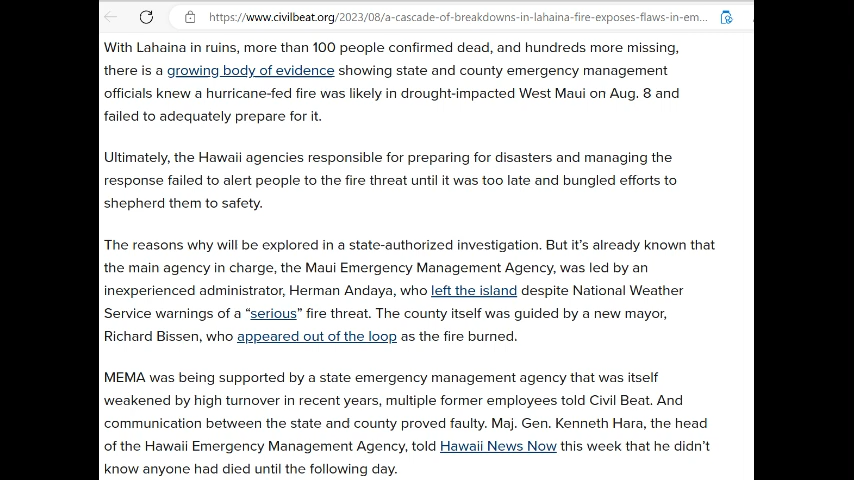 https://www.civilbeat.org/2023/08/a-cascade-of-breakdowns-in-lahaina-fire-exposes-flaws-in-em...
With Lahaina in ruins, more than 100 people confirmed dead, and hundreds more missing,
there is a growing body of evidence showing state and county emergency management
officials knew a hurricane-fed fire was likely in drought-impacted West Maui on Aug. 8 and
failed to adequately prepare for it.
Ultimately, the Hawaii agencies responsible for preparing for disasters and managing the
response failed to alert people to the fire threat until it was too late and bungled efforts to
shepherd them to safety.
The reasons why will be explored in a state-authorized investigation. But it’s already known that
the main agency in charge, the Maui Emergency Management Agency, was led by an
inexperienced administrator, Herman Andaya, who left the island despite National Weather
Service warnings of a “serious” fire threat. The county itself was guided by a new mayor,
Richard Bissen, who appeared out of the loop as the fire burned.
MEMA was being supported by a state emergency management agency that was itself
weakened by high turnover in recent years, multiple former employees told Civil Beat. And
communication between the state and county proved faulty. Maj. Gen. Kenneth Hara, the head
of the Hawaii Emergency Management Agency, told Hawaii News Now this week that he didn’t
know anyone had died until the following day.